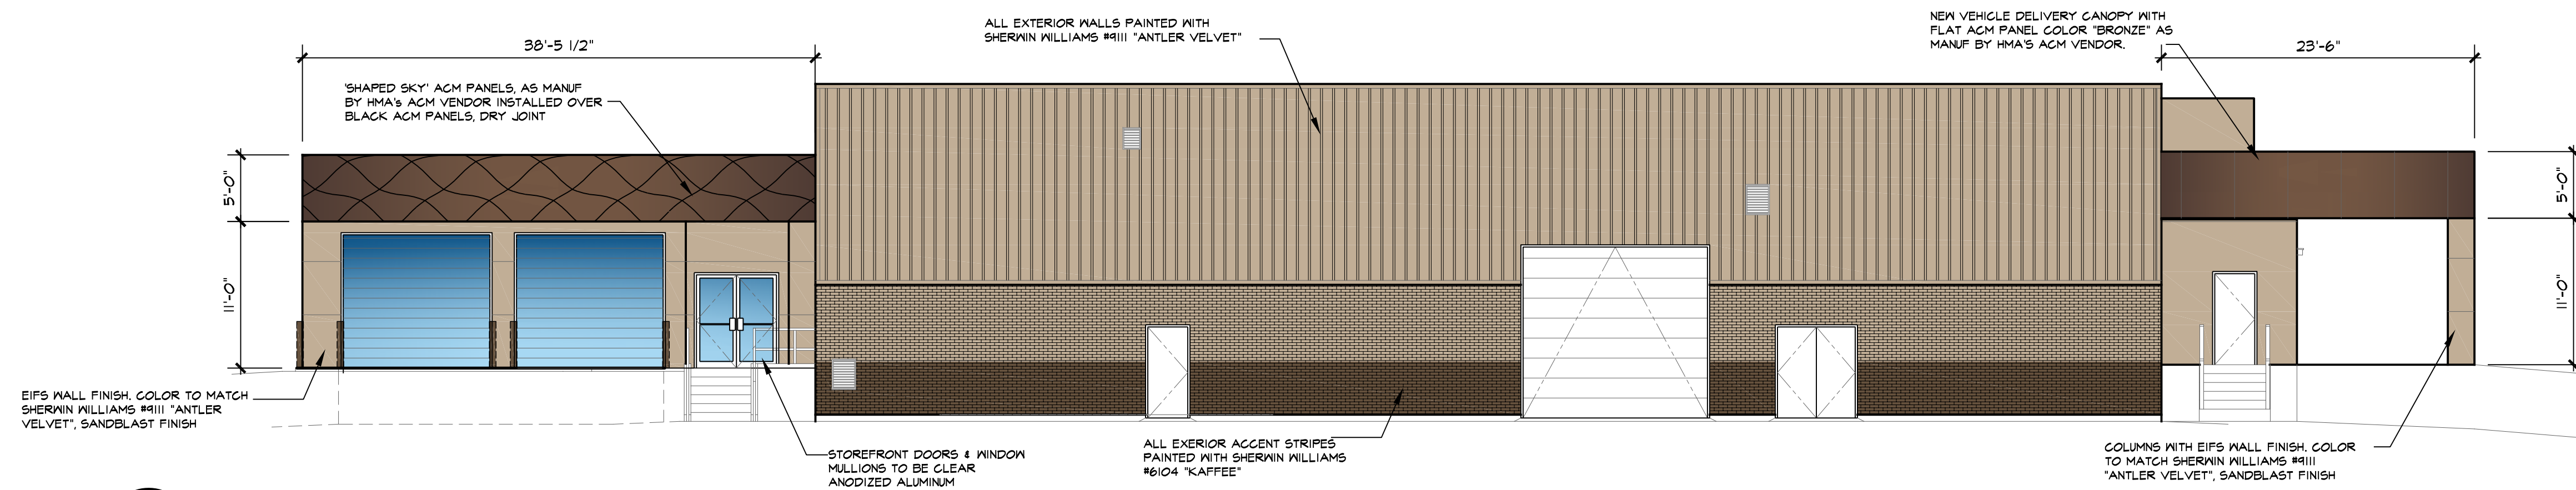 ALL EXTERIOR WALLS PAINTED WITH
SHERWIN WILLIAMS #9111 "ANTLER VELVET"
NEW VEHICLE DELIVERY CANOPY WITH
FLAT ACM PANEL COLOR "BRONZE" AS
MANUF BY HMA'S ACM VENDOR.
38'-5 1/2"
23'-6"
'SHAPED SKY' ACM PANELS, AS MANUF
BY HMA's ACM VENDOR INSTALLED OVER
BLACK ACM PANELS, DRY JOINT
5'-0"
11'-0"
5'-0"
11'-0"
EIFS WALL FINISH. COLOR TO MATCH
SHERWIN WILLIAMS #9111 "ANTLER
VELVET", SANDBLAST FINISH
STOREFRONT DOORS & WINDOW
MULLIONS TO BE CLEAR
ANODIZED ALUMINUM
ALL EXERIOR ACCENT STRIPES
PAINTED WITH SHERWIN WILLIAMS
#6104 "KAFFEE"
COLUMNS WITH EIFS WALL FINISH. COLOR
TO MATCH SHERWIN WILLIAMS #9111
"ANTLER VELVET", SANDBLAST FINISH